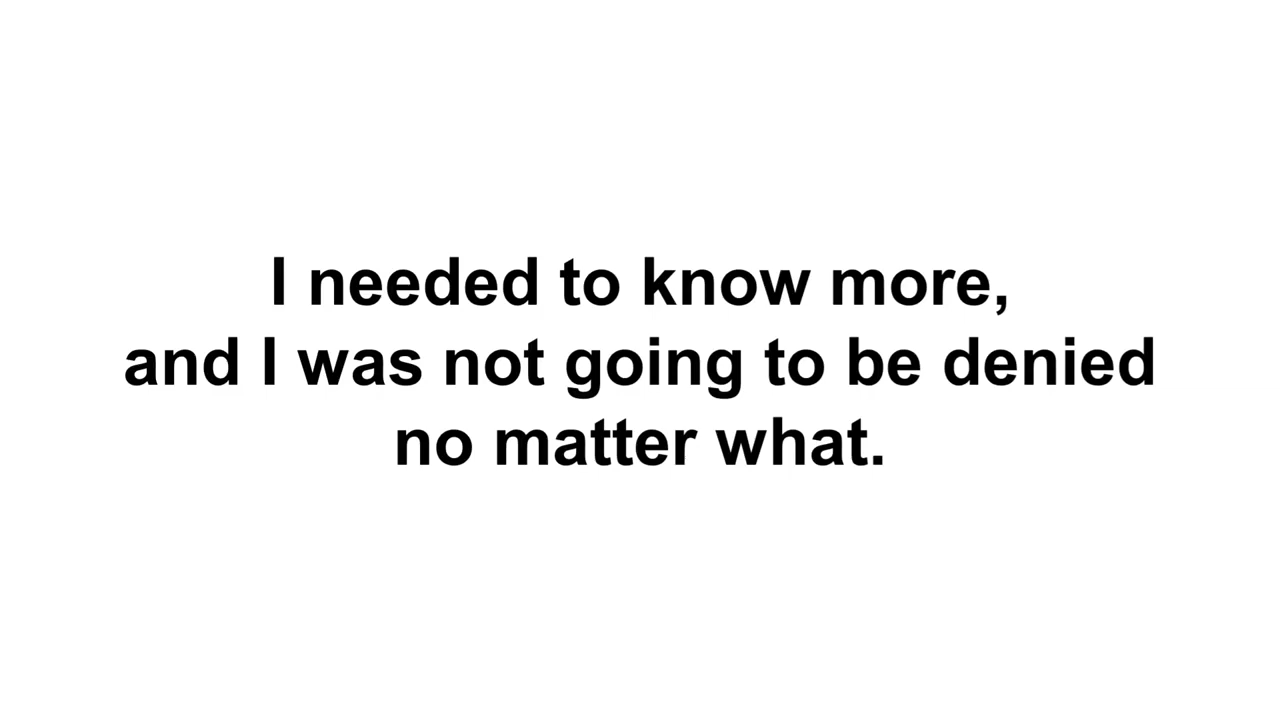 I needed to know more,
and I was not going to be denied
no matter what.